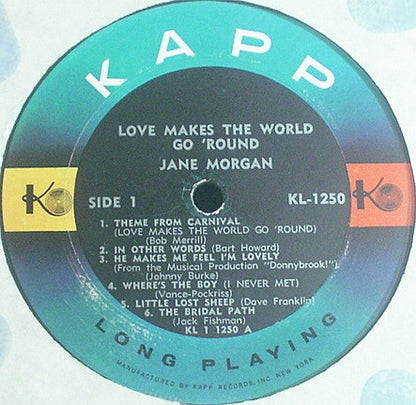 KAPP
LOVE MAKES THE WORLD
GO 'ROUND
JANE MORGAN
SIDE 1
KL-1250
K
K
1. THEME FROM CARNIVAL
(LOVE MAKES THE WORLD GO 'ROUND)
(Bob Merrill)
2. IN OTHER WORDS (Bart Howard)
3. HE MAKES ME FEEL I'M LOVELY
(From the Musical Production "Donnybrook!")
(Johnny Burke)
4. WHERE'S THE BOY (I NEVER MET)
(Vance-Pockriss)
5. LITTLE LOST SHEEP (Dave Franklin)
6. THE BRIDAL PATH
(Jack Fishman)
KL 1 1250 A
LONG PLAYING
MANUFACTURED BY KAPP RECORDS, INC. NEW YORK